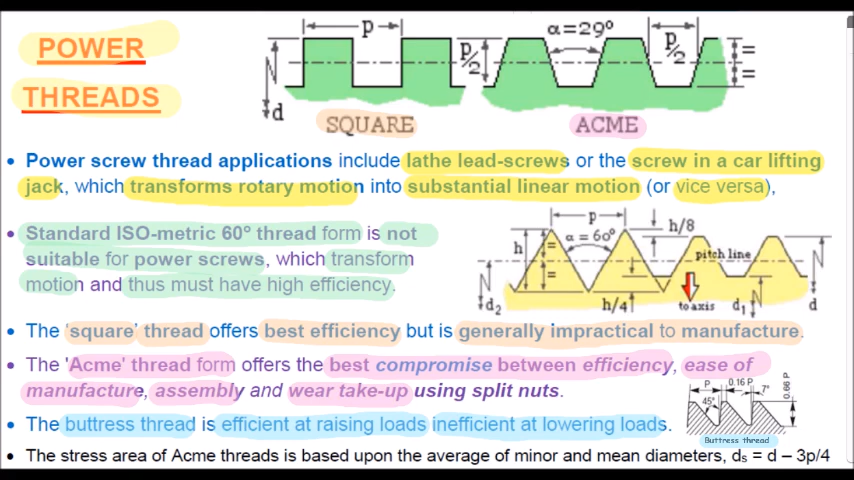 POWER
THREADS
p
p/2
d
SQUARE
α=29°
p/2
=
=
ACME
• Power screw thread applications include lathe lead-screws or the screw in a car lifting
jack, which transforms rotary motion into substantial linear motion (or vice versa),
• Standard ISO-metric 60° thread form is not
suitable for power screws, which transform
motion and thus must have high efficiency.
p
h/8
h
α=60°
=
=
pitch line
d₂
h/4
to axis
d₁
d
• The 'square' thread offers best efficiency but is generally impractical to manufacture.
• The 'Acme' thread form offers the best compromise between efficiency, ease of
manufacture, assembly and wear take-up using split nuts.
P
0.16 P
7°
45°
0.66 P
Buttress thread
• The buttress thread is efficient at raising loads inefficient at lowering loads.
• The stress area of Acme threads is based upon the average of minor and mean diameters, dₛ = d – 3p/4